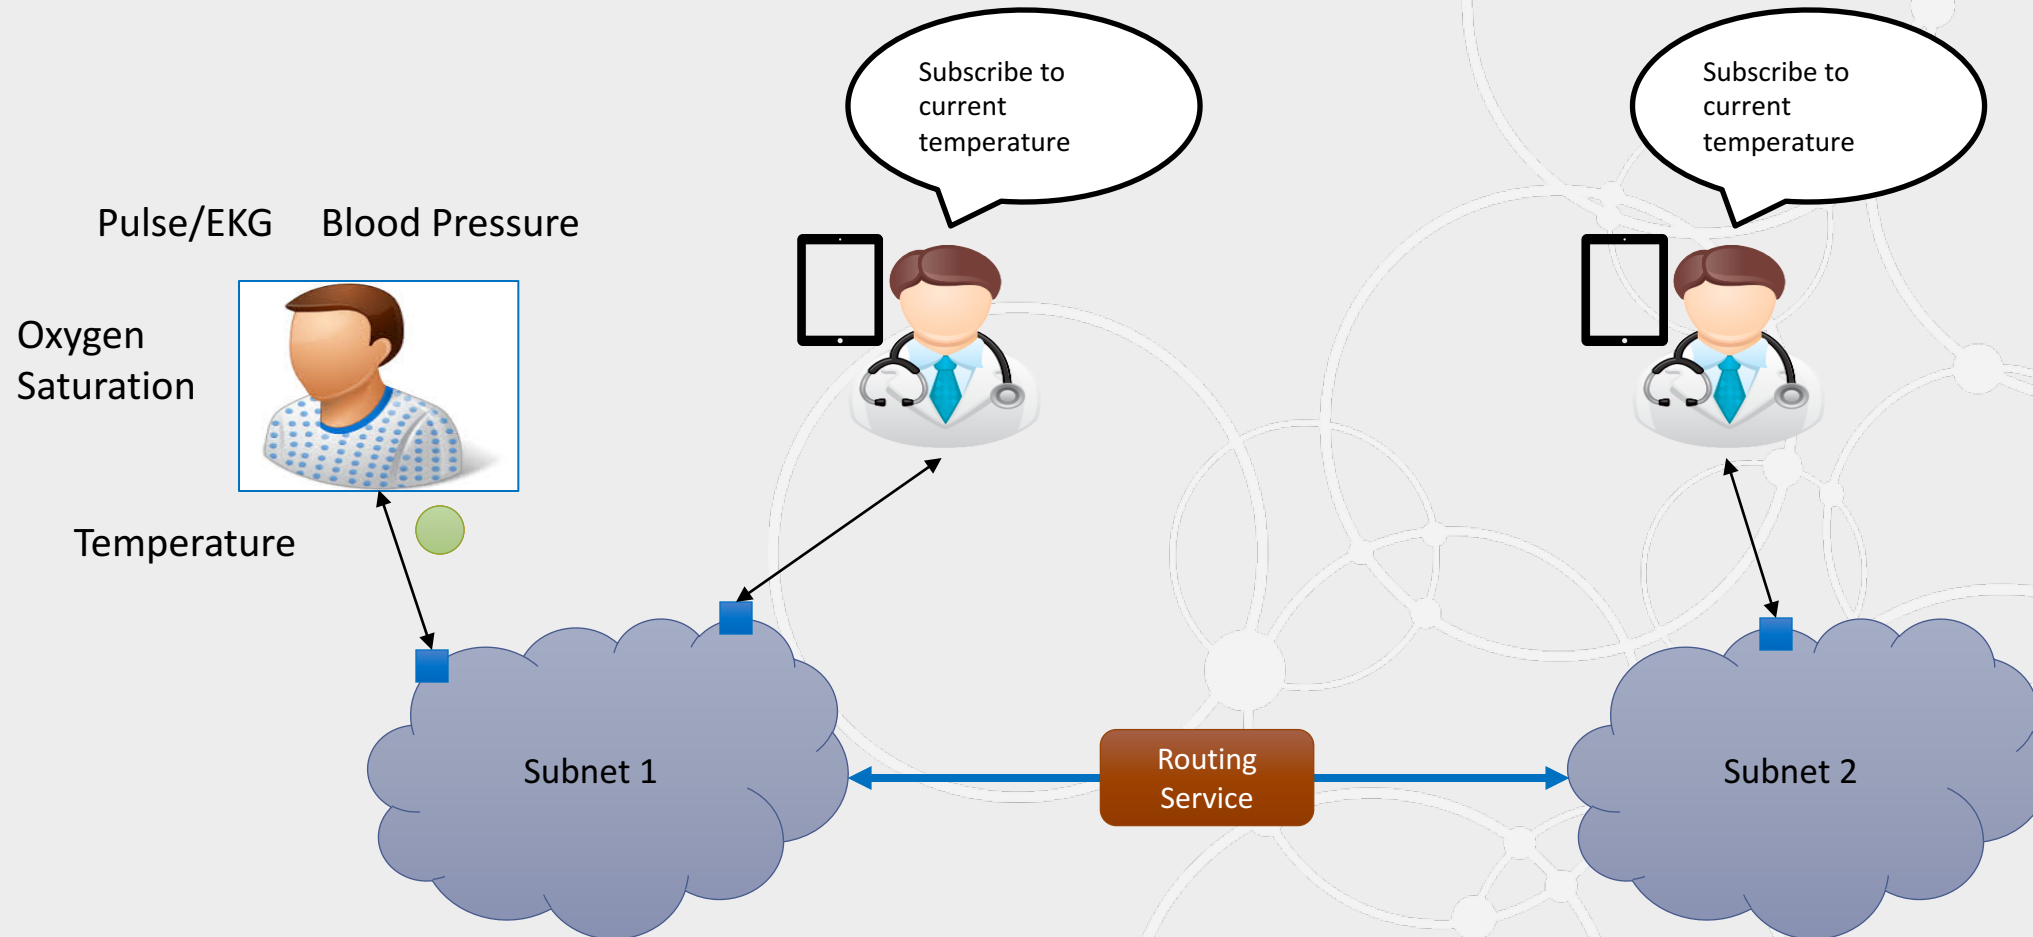 Subscribe to
current
temperature
Subscribe to
current
temperature
Pulse/EKG
Blood Pressure
Oxygen
Saturation
Temperature
Subnet 1
Routing
Service
Subnet 2